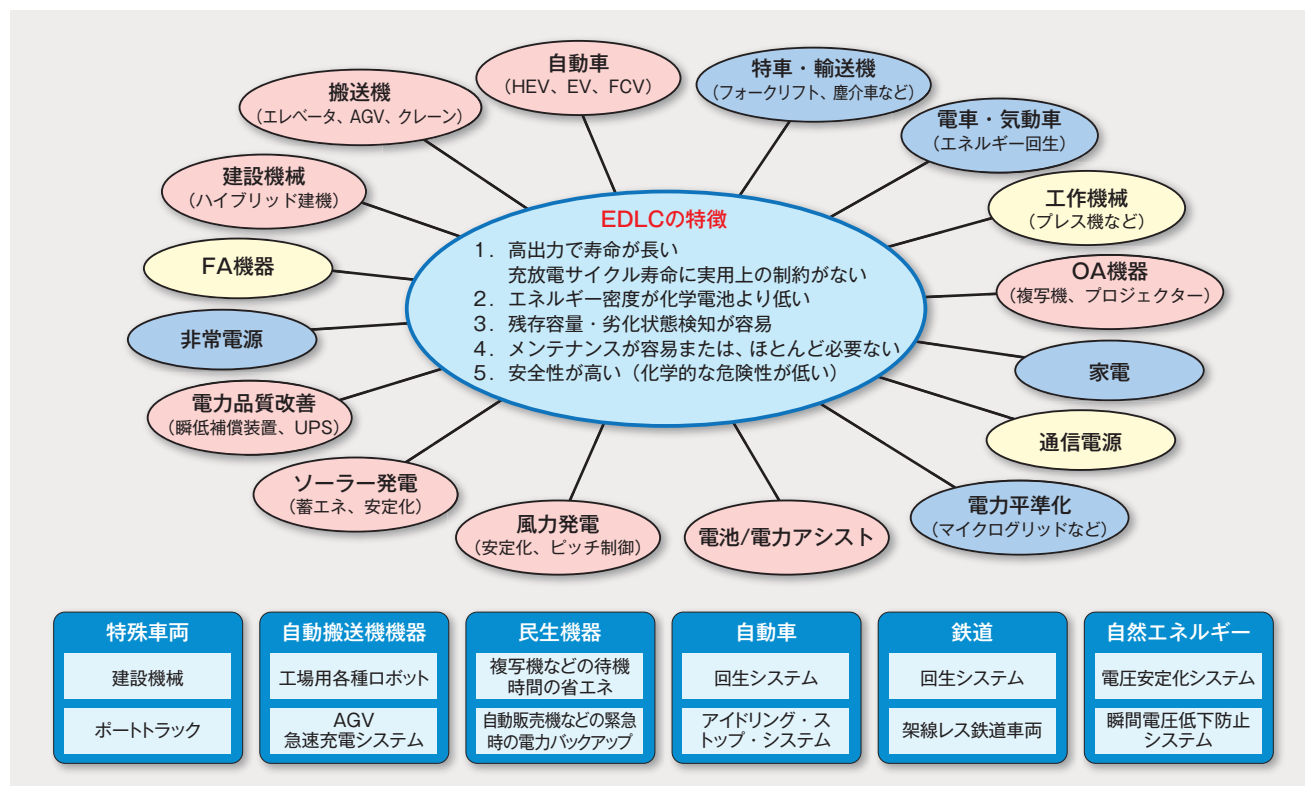 自動車
（HEV、EV、FCV）
特車・輸送機
（フォークリフト、塵介車など）
搬送機
（エレベータ、AGV、クレーン）
電車・気動車
（エネルギー回生）
建設機械
（ハイブリッド建機）
工作機械
（プレス機など）
FA機器
OA機器
（複写機、プロジェクター）
非常電源
家電
電力品質改善
（瞬低補償装置、UPS）
通信電源
ソーラー発電
（蓄エネ、安定化）
電力平準化
（マイクログリッドなど）
風力発電
（安定化、ピッチ制御）
電池/電力アシスト
EDLCの特徴
1．高出力で寿命が長い
充放電サイクル寿命に実用上の制約がない
2．エネルギー密度が化学電池より低い
3．残存容量・劣化状態検知が容易
4．メンテナンスが容易または、ほとんど必要ない
5．安全性が高い（化学的な危険性が低い）
特殊車両
建設機械
ポートトラック
自動搬送機機器
工場用各種ロボット
AGV
急速充電システム
民生機器
複写機などの待機
時間の省エネ
自動販売機などの緊急
時の電力バックアップ
自動車
回生システム
アイドリング・ス
トップ・システム
鉄道
回生システム
架線レス鉄道車両
自然エネルギー
電圧安定化システム
瞬間電圧低下防止
システム